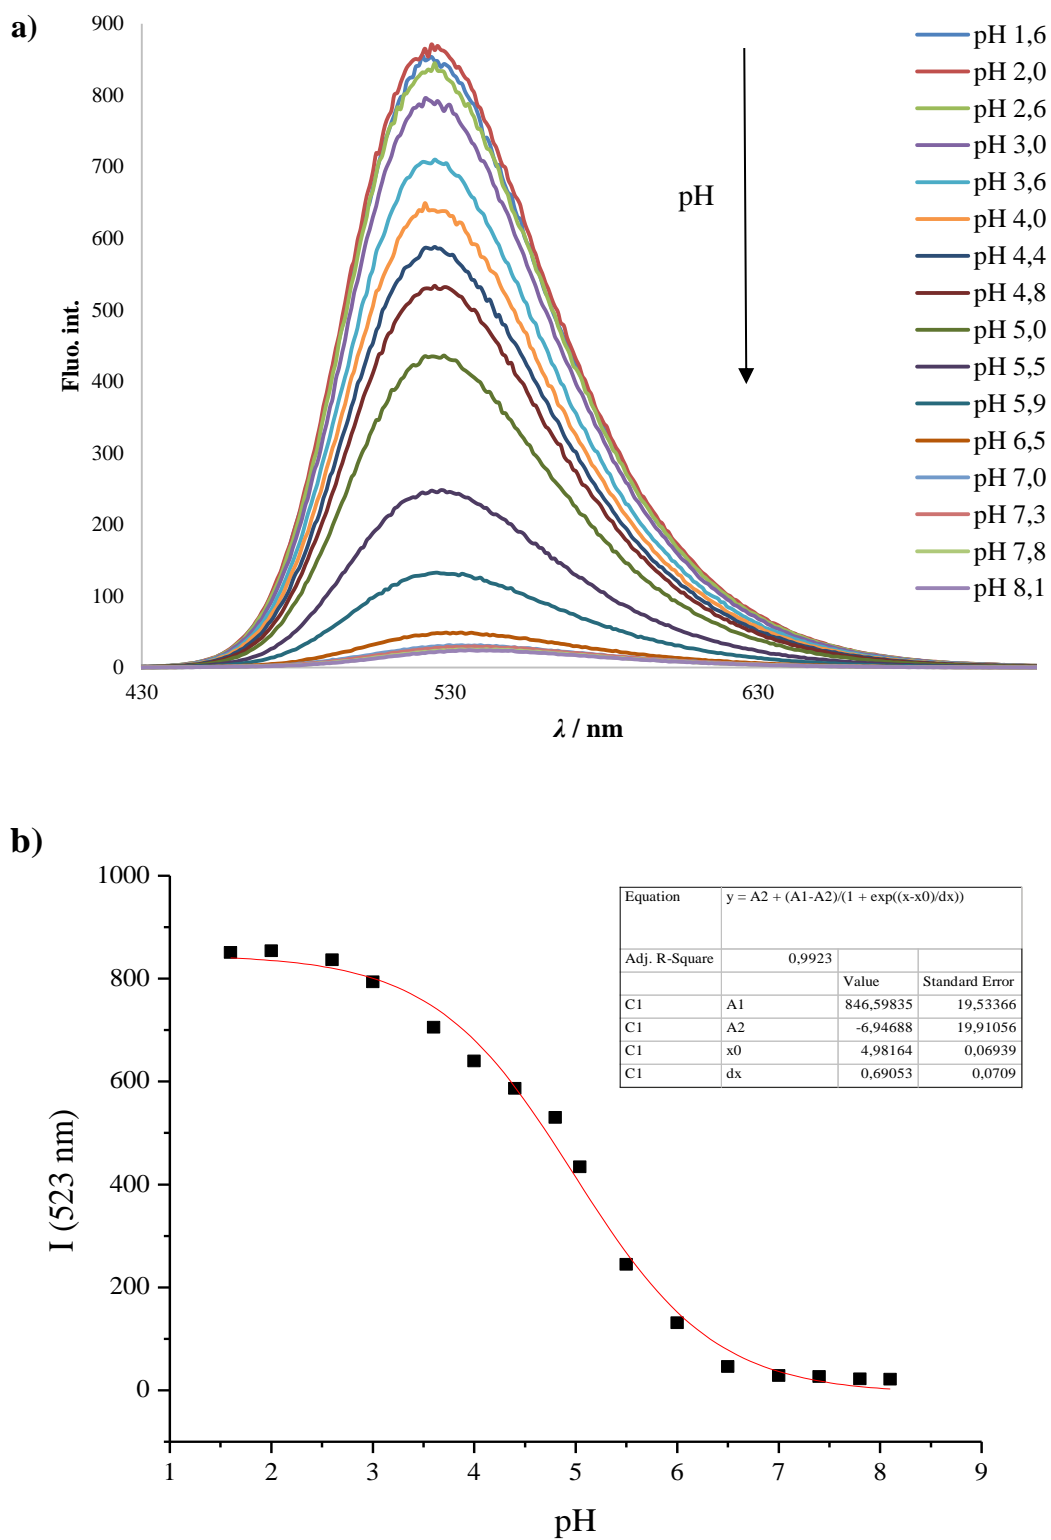 a)
900
800
700
600
500
400
300
200
100
0
Fluo. int.
430 530 630
λ / nm
pH
pH 1,6
pH 2,0
pH 2,6
pH 3,0
pH 3,6
pH 4,0
pH 4,4
pH 4,8
pH 5,0
pH 5,5
pH 5,9
pH 6,5
pH 7,0
pH 7,3
pH 7,8
pH 8,1
b)
1000
800
600
400
200
0
I (523 nm)
1 2 3 4 5 6 7 8 9
pH
Equation y = A2 + (A1-A2)/(1 + exp((x-x0)/dx))
Adj. R-Square 0,9923
Value Standard Error
C1 A1 846,59835 19,53366
C1 A2 -6,94688 19,91056
C1 x0 4,98164 0,06939
C1 dx 0,69053 0,0709